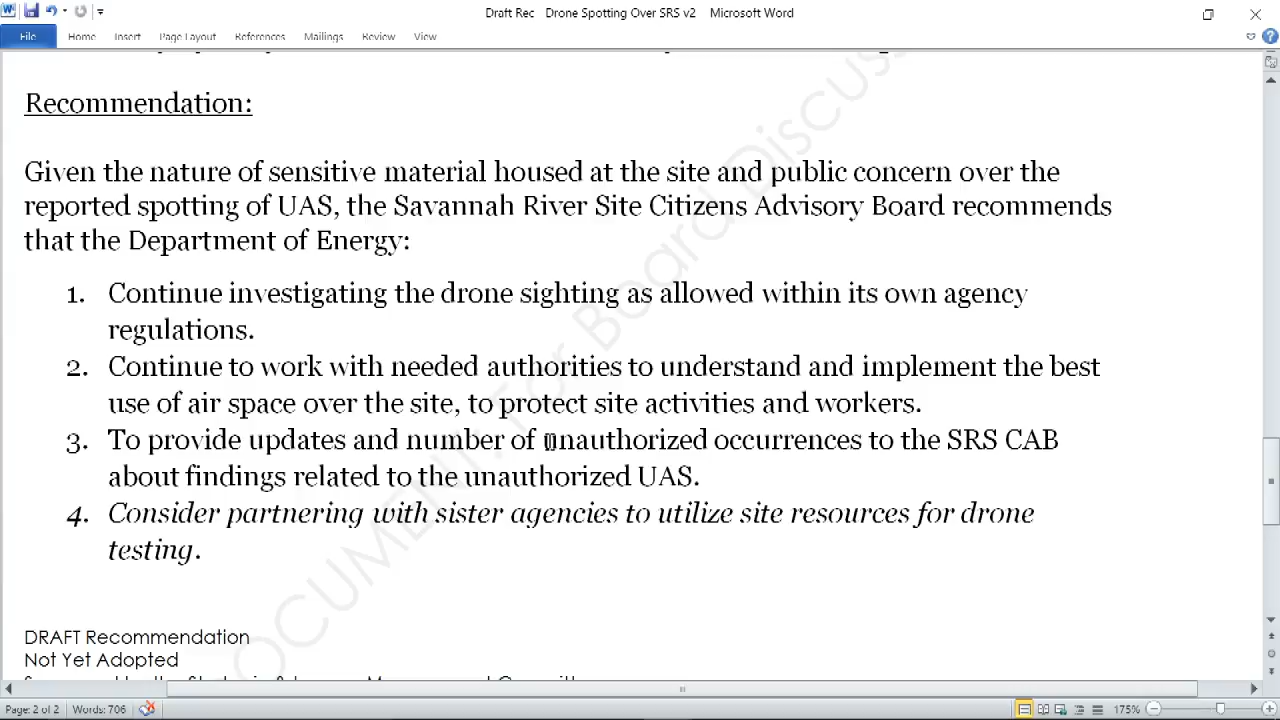 Draft Rec   Drone Spotting Over SRS v2    Microsoft Word
File Home Insert Page Layout References Mailings Review View
Recommendation:
Given the nature of sensitive material housed at the site and public concern over the
reported spotting of UAS, the Savannah River Site Citizens Advisory Board recommends
that the Department of Energy:
1. Continue investigating the drone sighting as allowed within its own agency
regulations.
2. Continue to work with needed authorities to understand and implement the best
use of air space over the site, to protect site activities and workers.
3. To provide updates and number of unauthorized occurrences to the SRS CAB
about findings related to the unauthorized UAS.
4. Consider partnering with sister agencies to utilize site resources for drone
testing.
DOCUMENT For Board Discuss
DRAFT Recommendation
Not Yet Adopted
Page: 2 of 2 Words: 706 175%